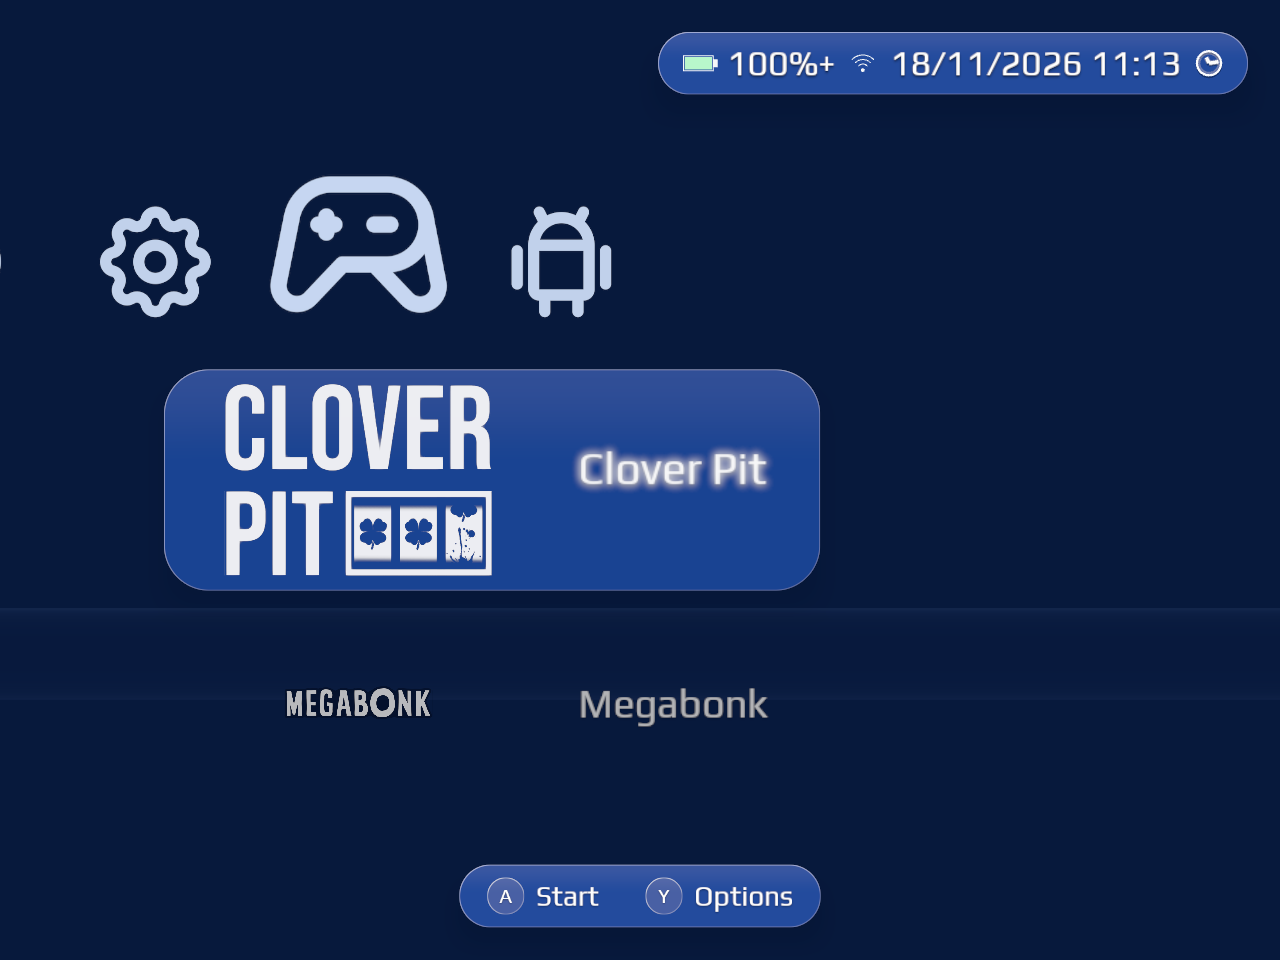 100%+ 18/11/2026 11:13
CLOVER
PIT
Clover Pit
MEGABONK
Megabonk
A Start Y Options